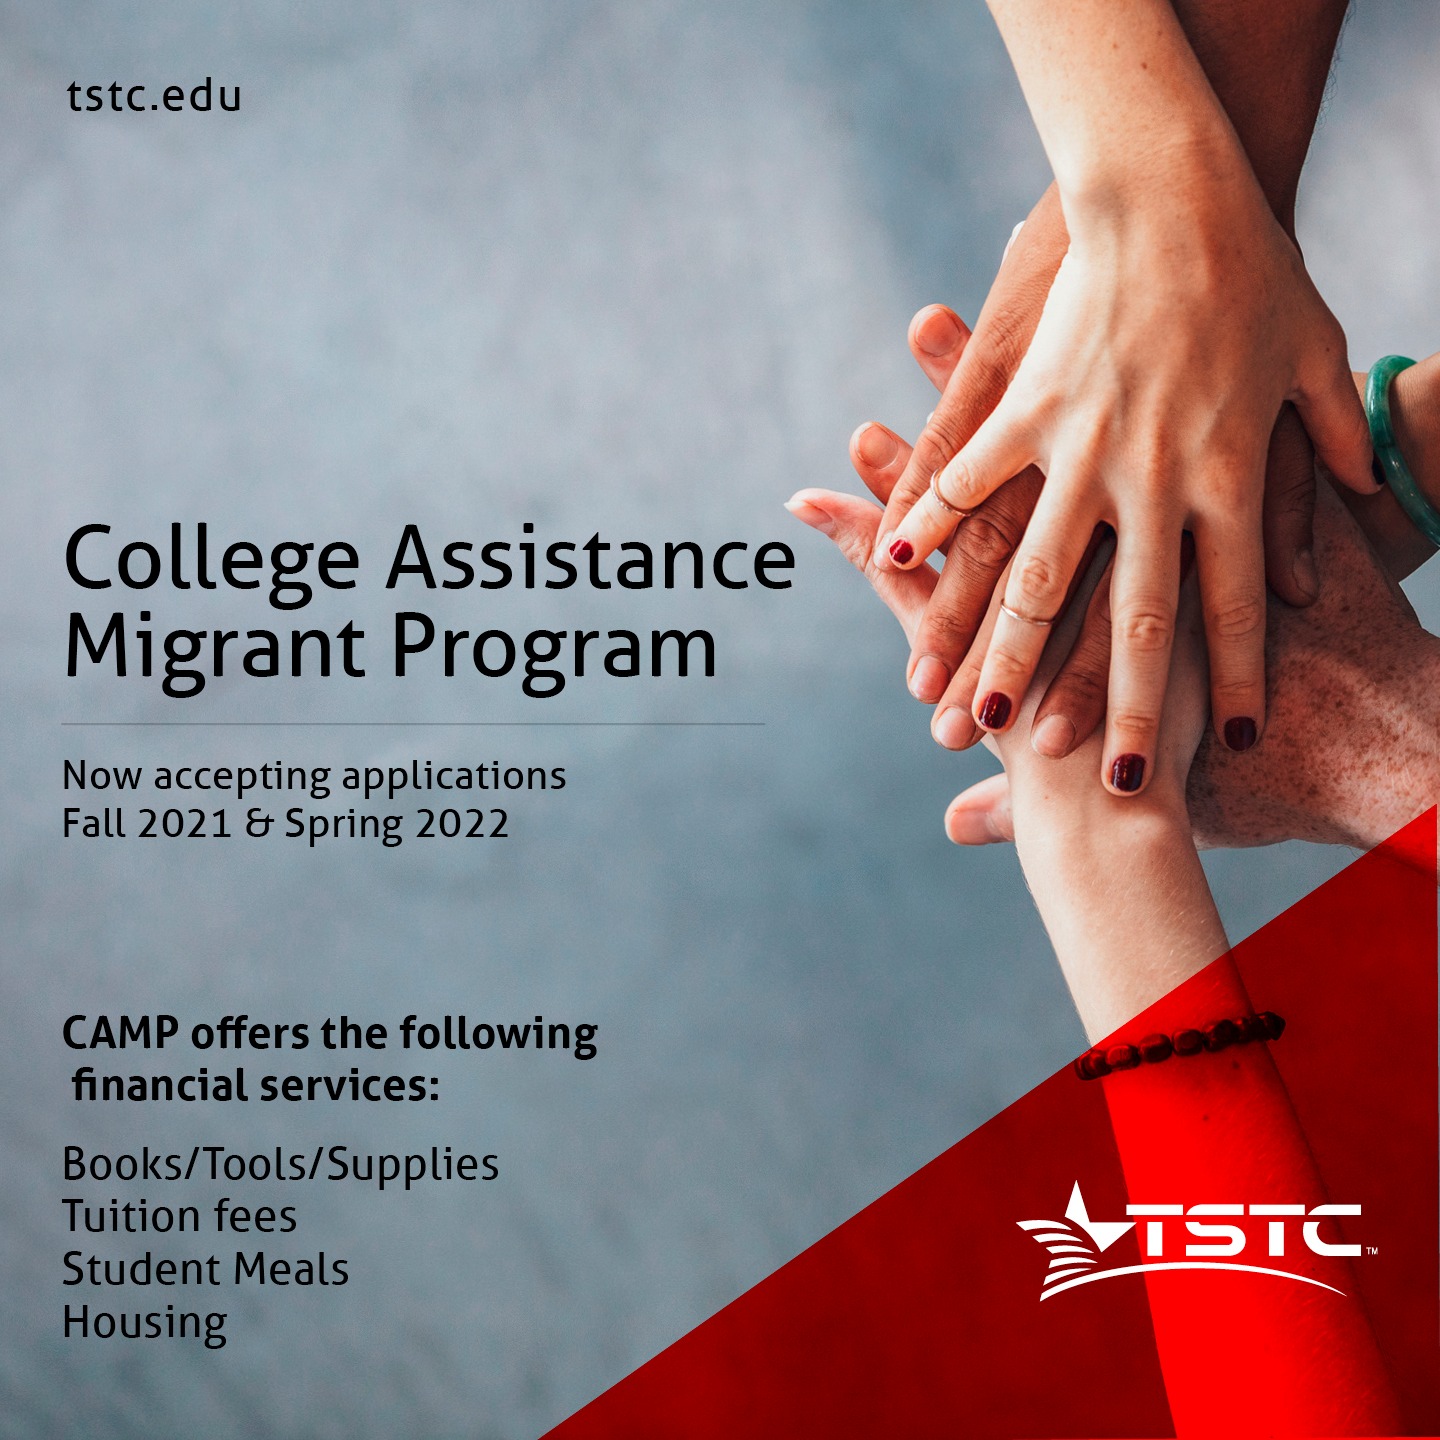 tstc.edu
College Assistance
Migrant Program
Now accepting applications
Fall 2021 & Spring 2022
CAMP offers the following
financial services:
Books/Tools/Supplies
Tuition fees
Student Meals
Housing
TSTC™